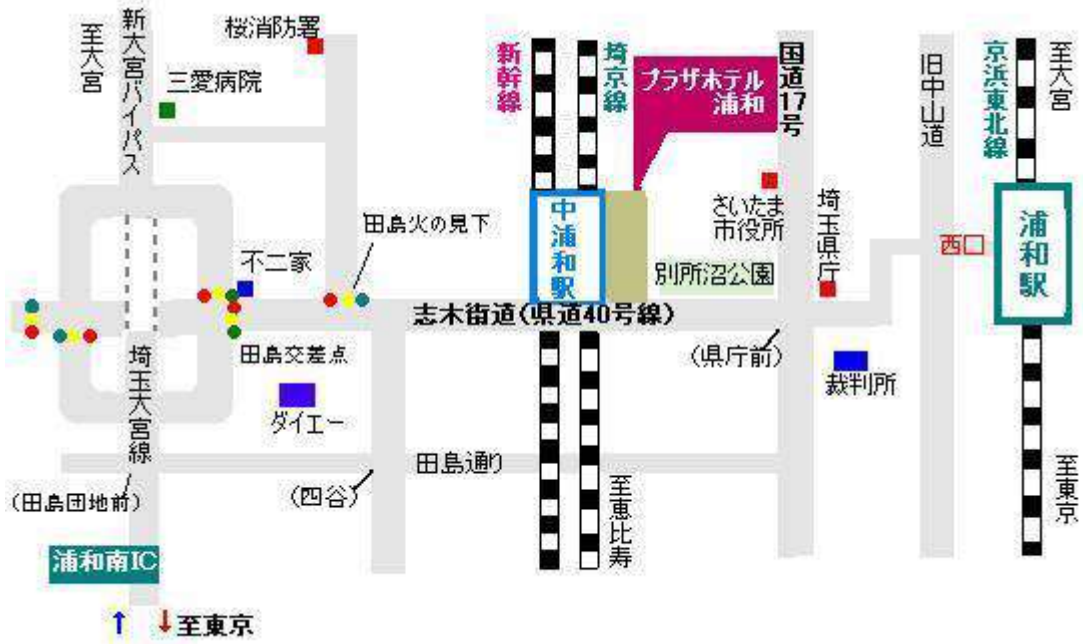 新大宮バイパス
至大宮
桜消防署
三愛病院
新幹線
埼京線
プラザホテル
浦和
国道17号
旧中山道
京浜東北線
至大宮
田島火の見下
中浦和駅
さいたま
市役所
埼玉県庁
西口
浦和駅
不二家
別所沼公園
志木街道(県道40号線)
田島交差点
(県庁前)
裁判所
埼玉大宮線
ダイエー
田島通り
(四谷)
(田島団地前)
至恵比寿
至東京
浦和南IC
↑ ↓至東京